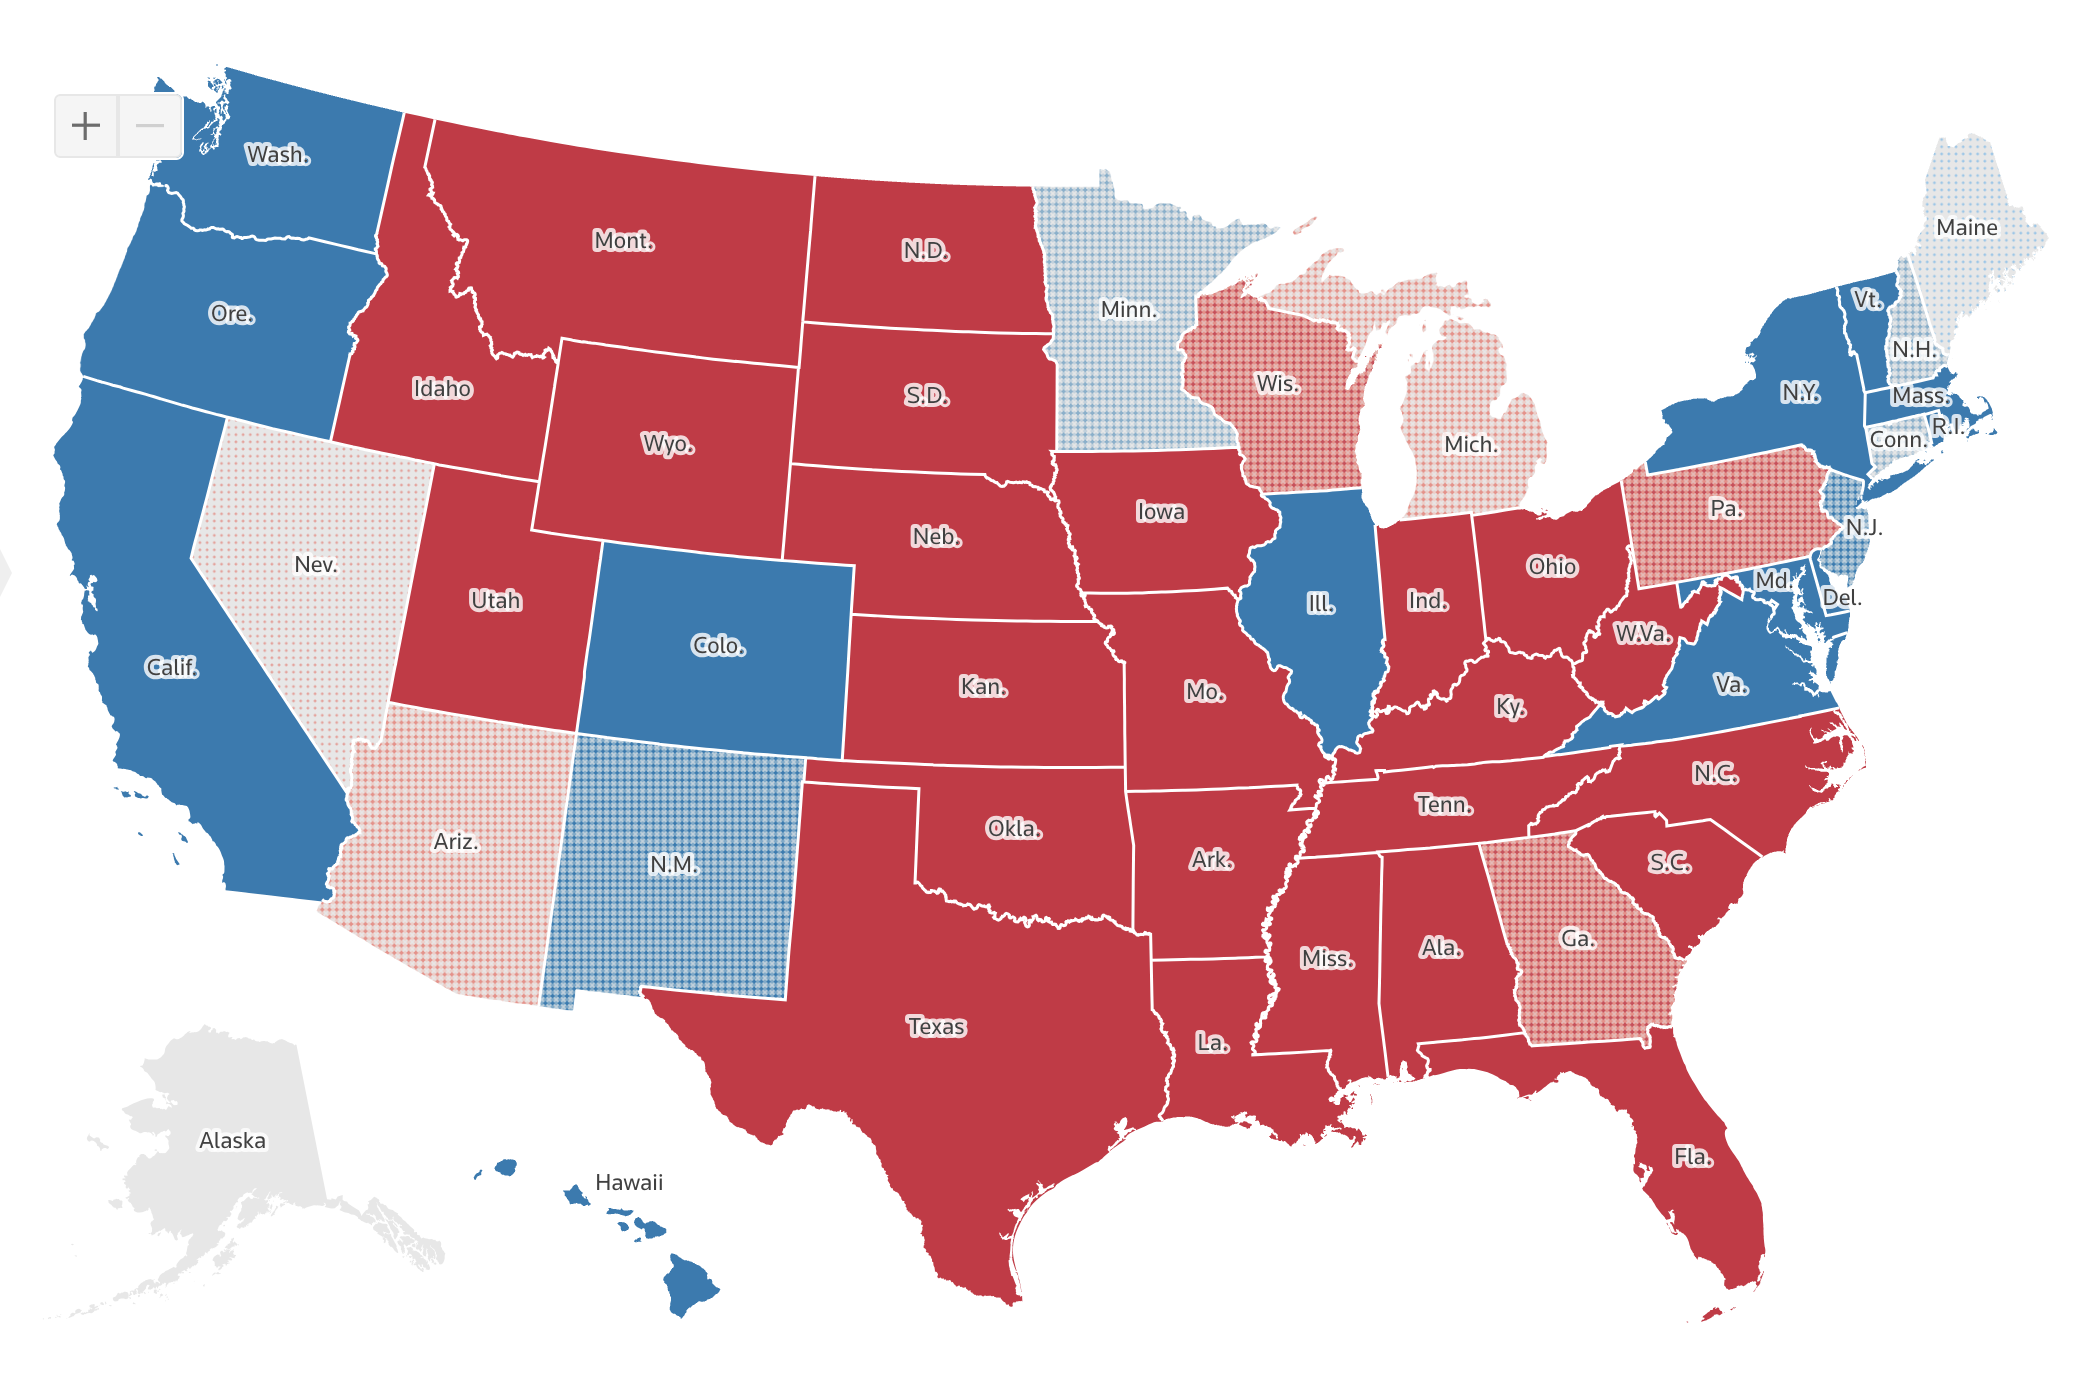 + −
Wash.
Maine
Mont.
N.D.
Vt.
Minn.
Ore.
N.H.
Wis.
Idaho
S.D.
N.Y.
Mass.
R.I.
Conn.
Wyo.
Mich.
Iowa
Pa.
N.J.
Neb.
Nev.
Ohio
Md.
Del.
Utah
Ill.
Ind.
W.Va.
Colo.
Calif.
Kan.
Mo.
Va.
Ky.
N.C.
Tenn.
Okla.
Ariz.
N.M.
Ark.
S.C.
Ga.
Ala.
Miss.
Texas
La.
Alaska
Fla.
Hawaii